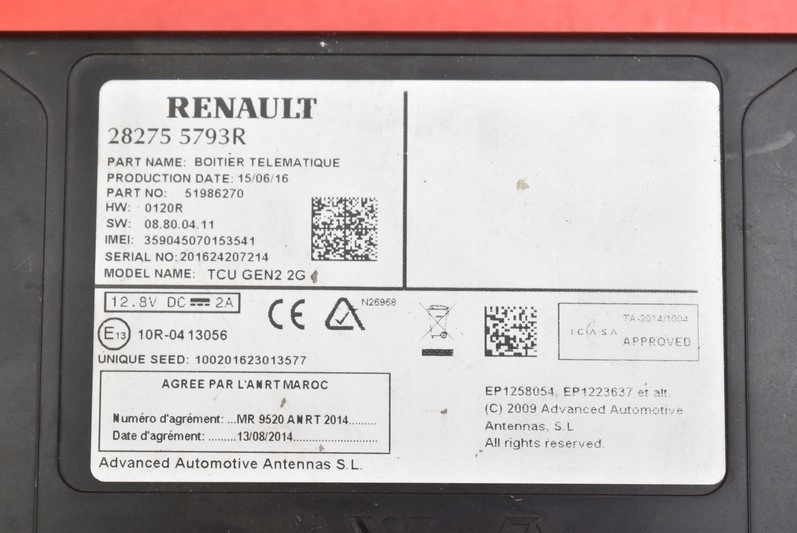 RENAULT
28275 5793R
PART NAME: BOITIER TELEMATIQUE
PRODUCTION DATE: 15/06/16
PART NO: 51986270
HW: 0120R
SW: 08.80.04.11
IMEI: 359045070153541
SERIAL NO:201624207214
MODEL NAME: TCU GEN2 2G
12.8V DC 2A
CE
N26968
E13 10R-04 13056
UNIQUE SEED: 100201623013577
TA-2014/1004
ICASA
APPROVED
AGREE PAR L'ANRT MAROC
Numéro d'agrément: ...MR 9520 ANRT 2014.........
Date d'agrément: .........13/08/2014.........
Advanced Automotive Antennas S.L.
EP1258054, EP1223637 et alt.
(C) 2009 Advanced Automotive
Antennas, S.L
All rights reserved.